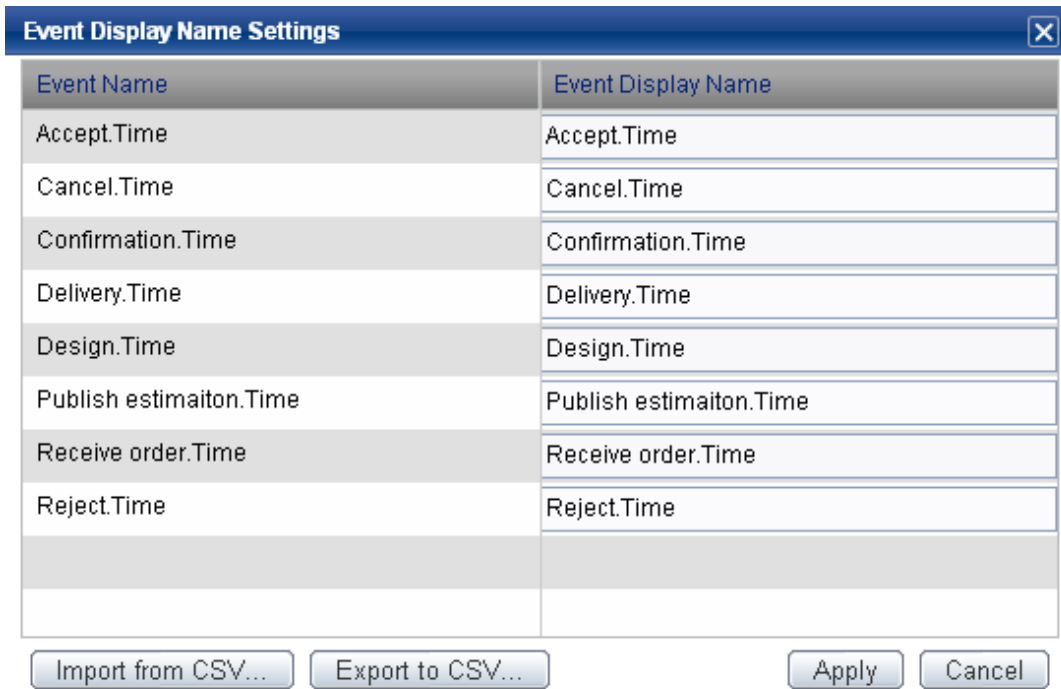 Event Display Name Settings
Event Name Event Display Name
Accept.Time Accept.Time
Cancel.Time Cancel.Time
Confirmation.Time Confirmation.Time
Delivery.Time Delivery.Time
Design.Time Design.Time
Publish estimaiton.Time Publish estimaiton.Time
Receive order.Time Receive order.Time
Reject.Time Reject.Time
Import from CSV... Export to CSV... Apply Cancel